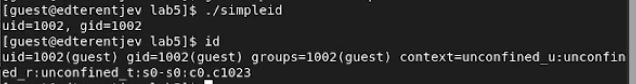 [guest@edterentjev lab5]$ ./simpleid
uid=1002, gid=1002
[guest@edterentjev lab5]$ id
uid=1002(guest) gid=1002(guest) groups=1002(guest) context=unconfined_u:unconfin
ed_r:unconfined_t:s0-s0:c0.c1023